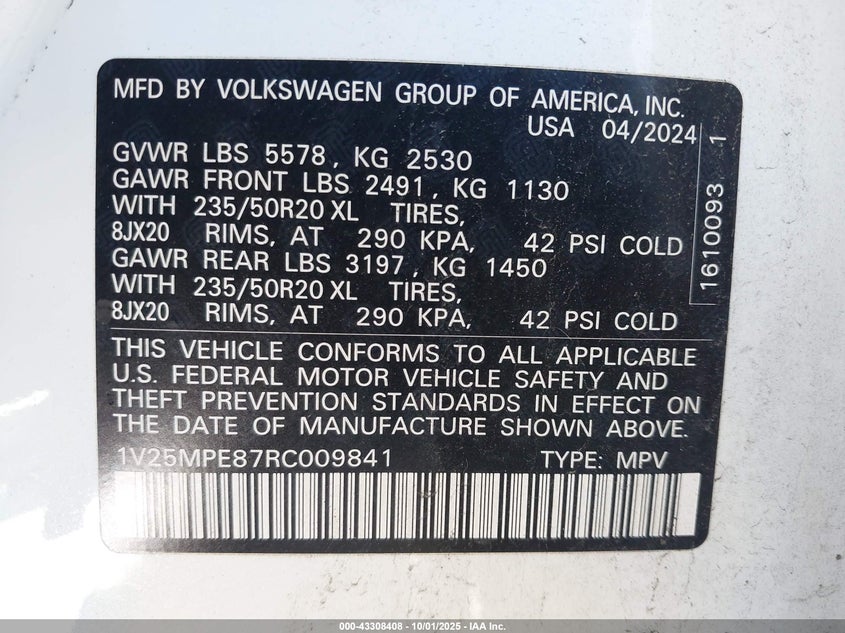 MFD BY VOLKSWAGEN GROUP OF AMERICA, INC.
USA 04/2024
GVWR LBS 5578, KG 2530
GAWR FRONT LBS 2491, KG 1130
WITH 235/50R20 XL TIRES,
8JX20 RIMS, AT 290 KPA, 42 PSI COLD
GAWR REAR LBS 3197, KG 1450
WITH 235/50R20 XL TIRES,
8JX20 RIMS, AT 290 KPA, 42 PSI COLD
THIS VEHICLE CONFORMS TO ALL APPLICABLE
U.S. FEDERAL MOTOR VEHICLE SAFETY AND
THEFT PREVENTION STANDARDS IN EFFECT ON
THE DATE OF MANUFACTURE SHOWN ABOVE.
1V25MPE87RC009841 TYPE: MPV
1610093 1
000-43308408 - 10/01/2025 - IAA Inc.